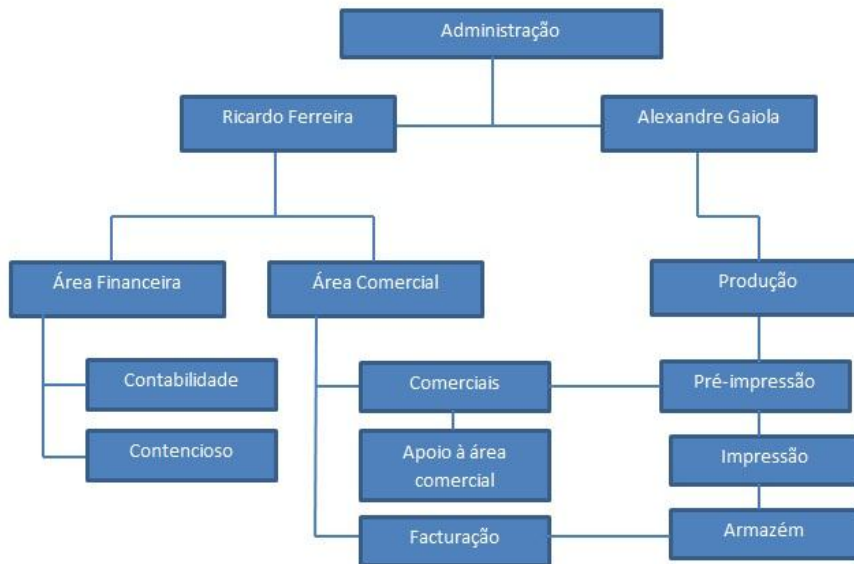 Administração
Ricardo Ferreira
Alexandre Gaiola
Área Financeira
Área Comercial
Produção
Contabilidade
Comerciais
Pré-impressão
Contencioso
Apoio à área
comercial
Impressão
Facturação
Armazém